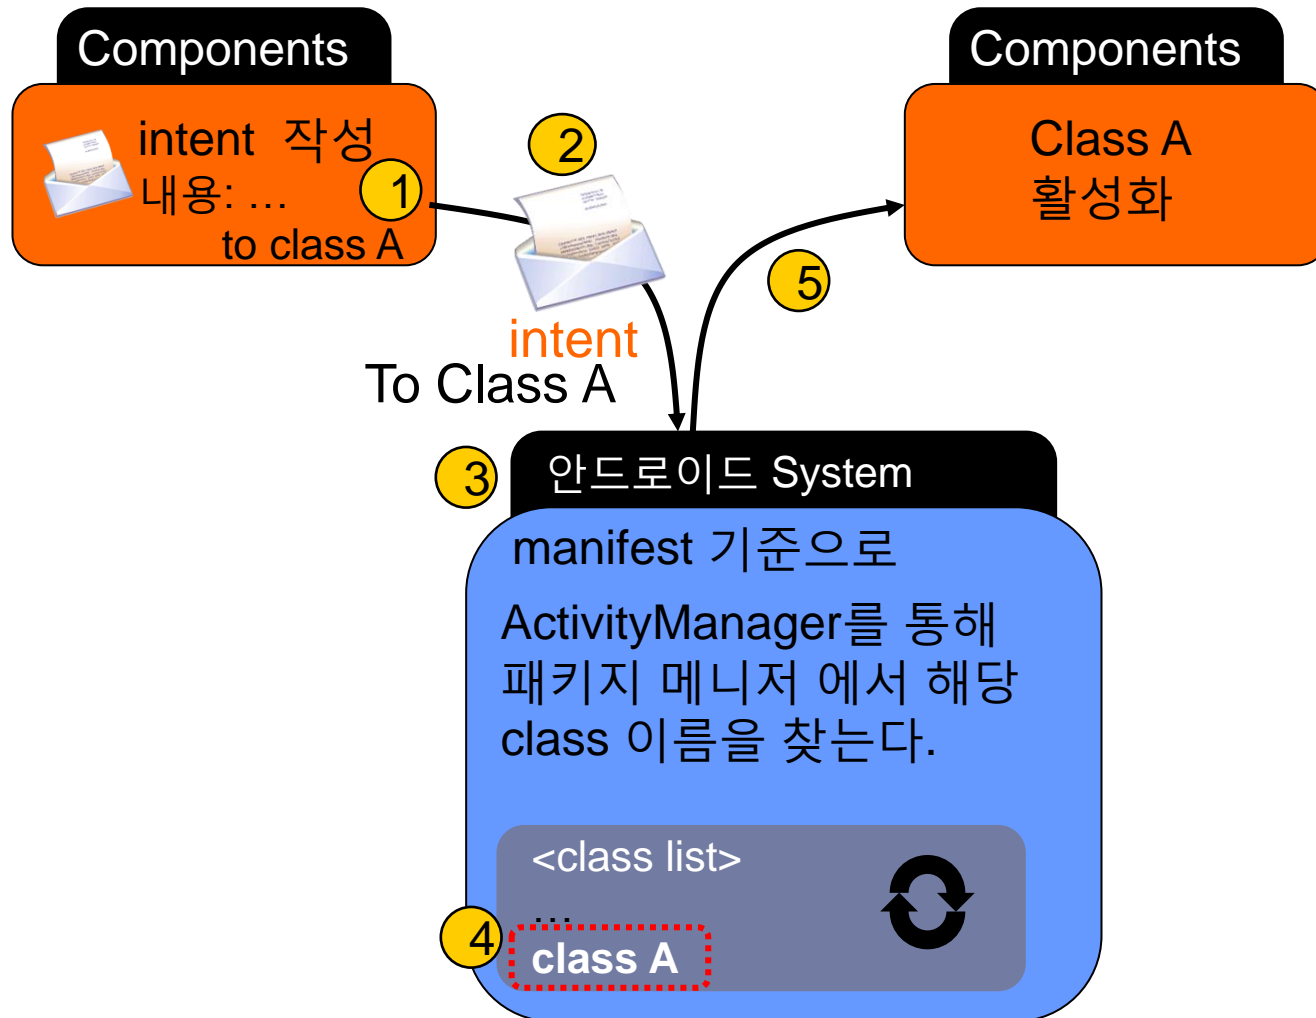 Components
intent 작성
내용: ...
1
to class A
2
intent
To Class A
Components
Class A
활성화
5
3
안드로이드 System
manifest 기준으로
ActivityManager를 통해
패키지 메니저 에서 해당
class 이름을 찾는다.
<class list>
...
4
class A